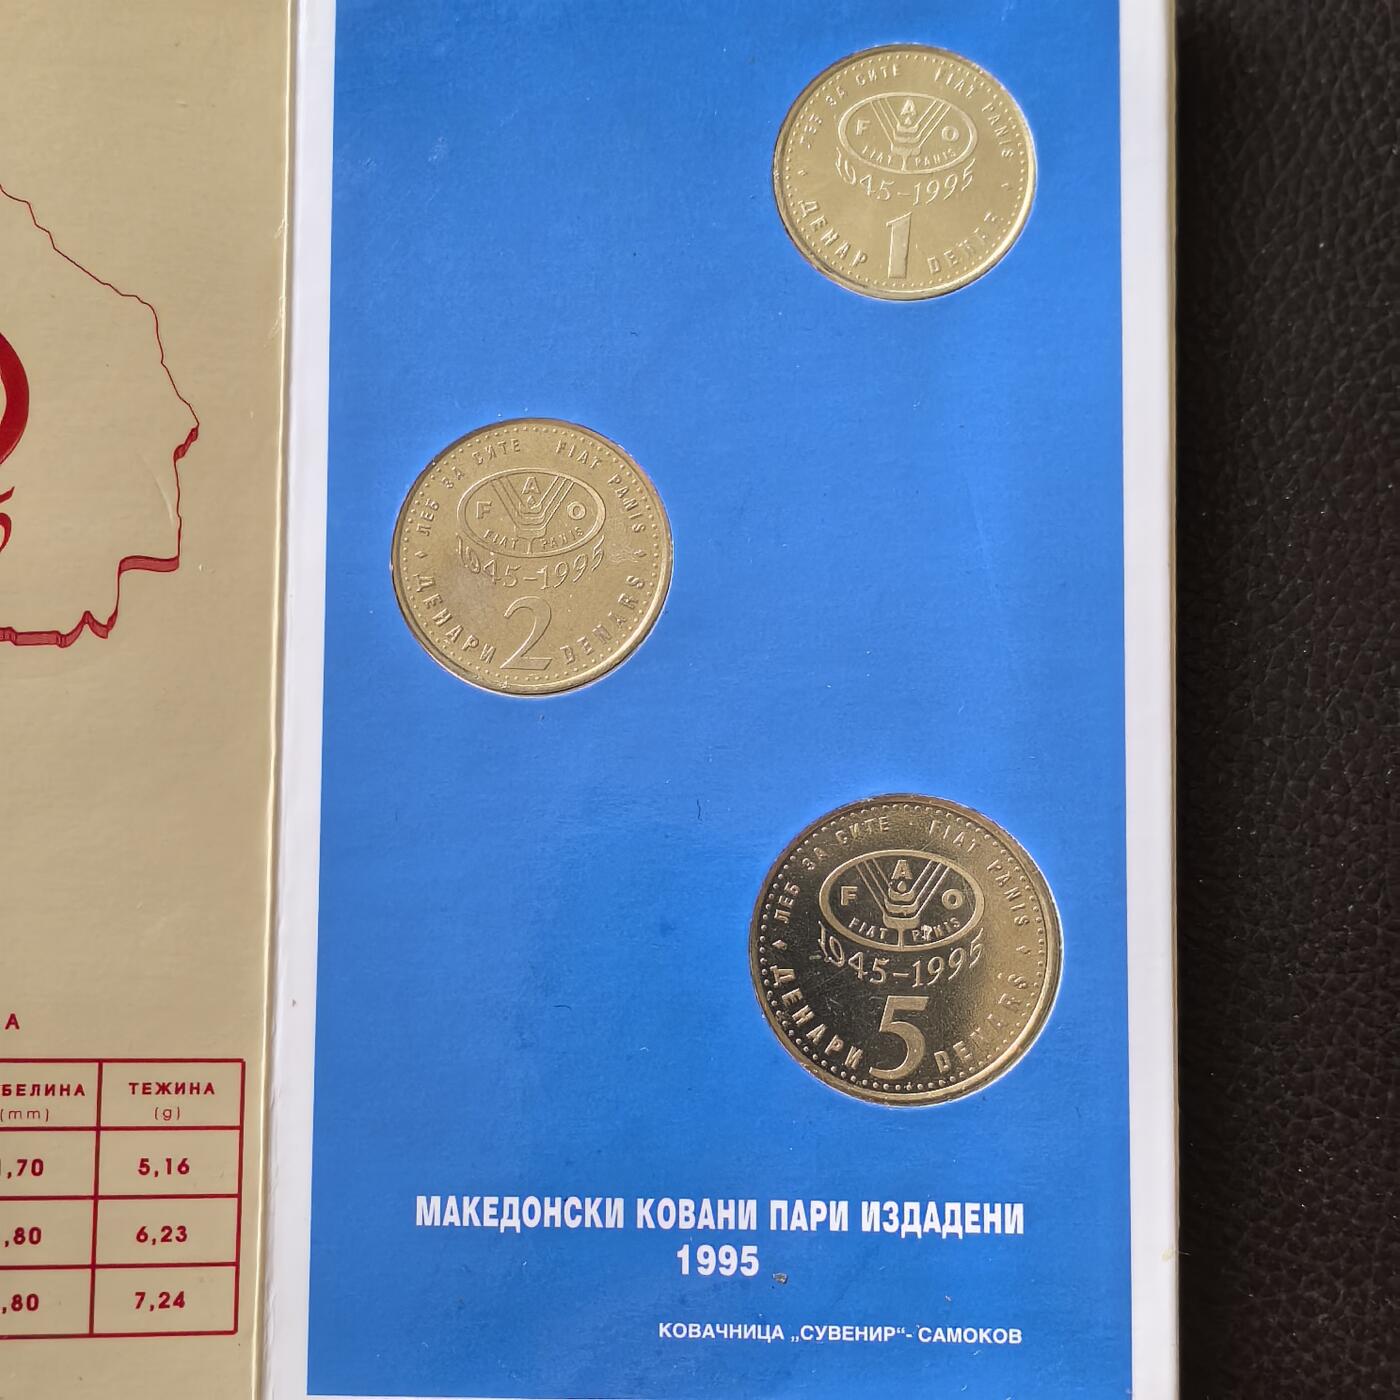 ЛЕБ ЗА СИТЕ FIAT PANIS
F A O
FIAT PANIS
1945-1995
ДЕНАР 1 DENAR
ЛЕБ ЗА СИТЕ FIAT PANIS
F A O
FIAT PANIS
1945-1995
ДЕНАРИ 2 DENARS
ЛЕБ ЗА СИТЕ FIAT PANIS
F A O
FIAT PANIS
1945-1995
ДЕНАРИ 5 DENARS
А
БЕЛИНА ТЕЖИНА
(mm) (g)
,70 5,16
,80 6,23
,80 7,24
МАКЕДОНСКИ КОВАНИ ПАРИ ИЗДАДЕНИ
1995
КОВАЧНИЦА „СУВЕНИР“- САМОКОВ